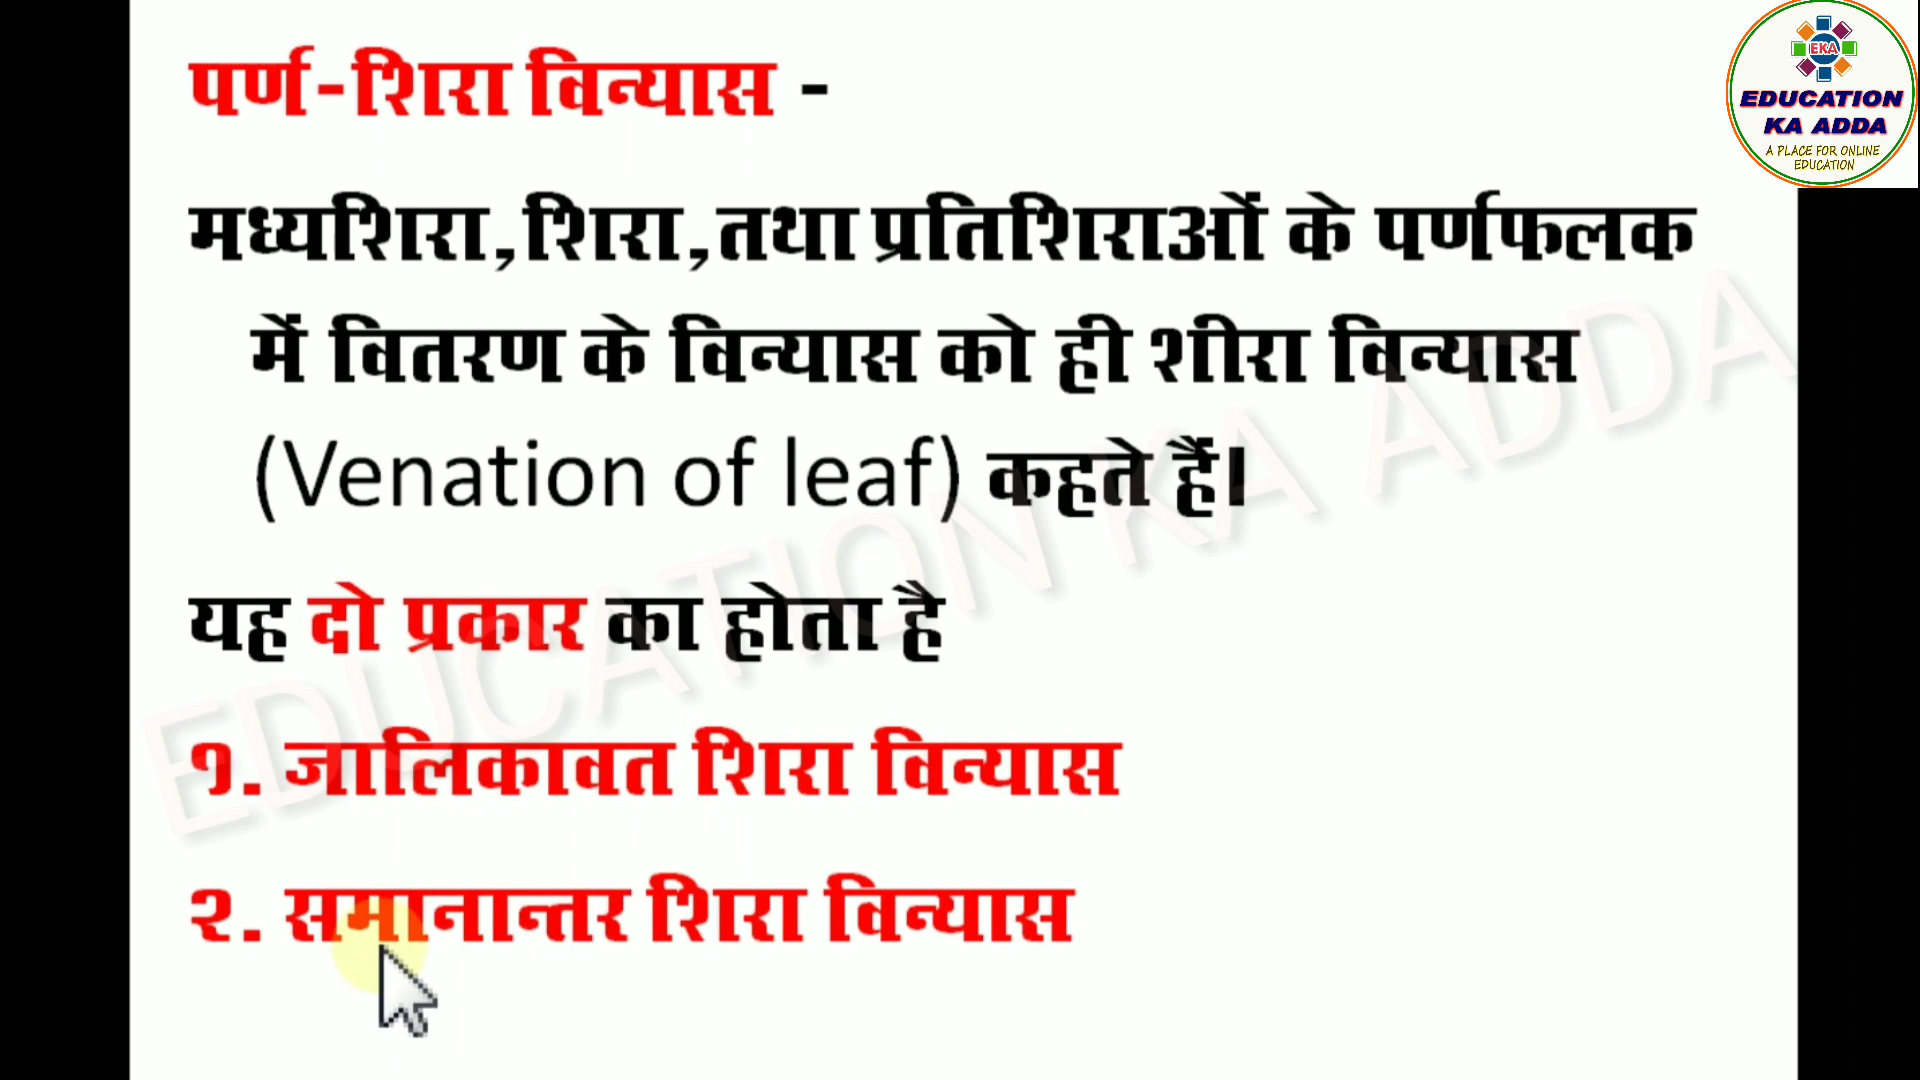 पर्ण-शिरा विन्यास -
मध्यशिरा,शिरा,तथा प्रतिशिराओं के पर्णफलक
में वितरण के विन्यास को ही शीरा विन्यास
(Venation of leaf) कहते हैं।
यह दो प्रकार का होता है
१. जालिकावत शिरा विन्यास
२. समानान्तर शिरा विन्यास
EKA
EDUCATION
KA ADDA
A PLACE FOR ONLINE
EDUCATION
EDUCATION KA ADDA